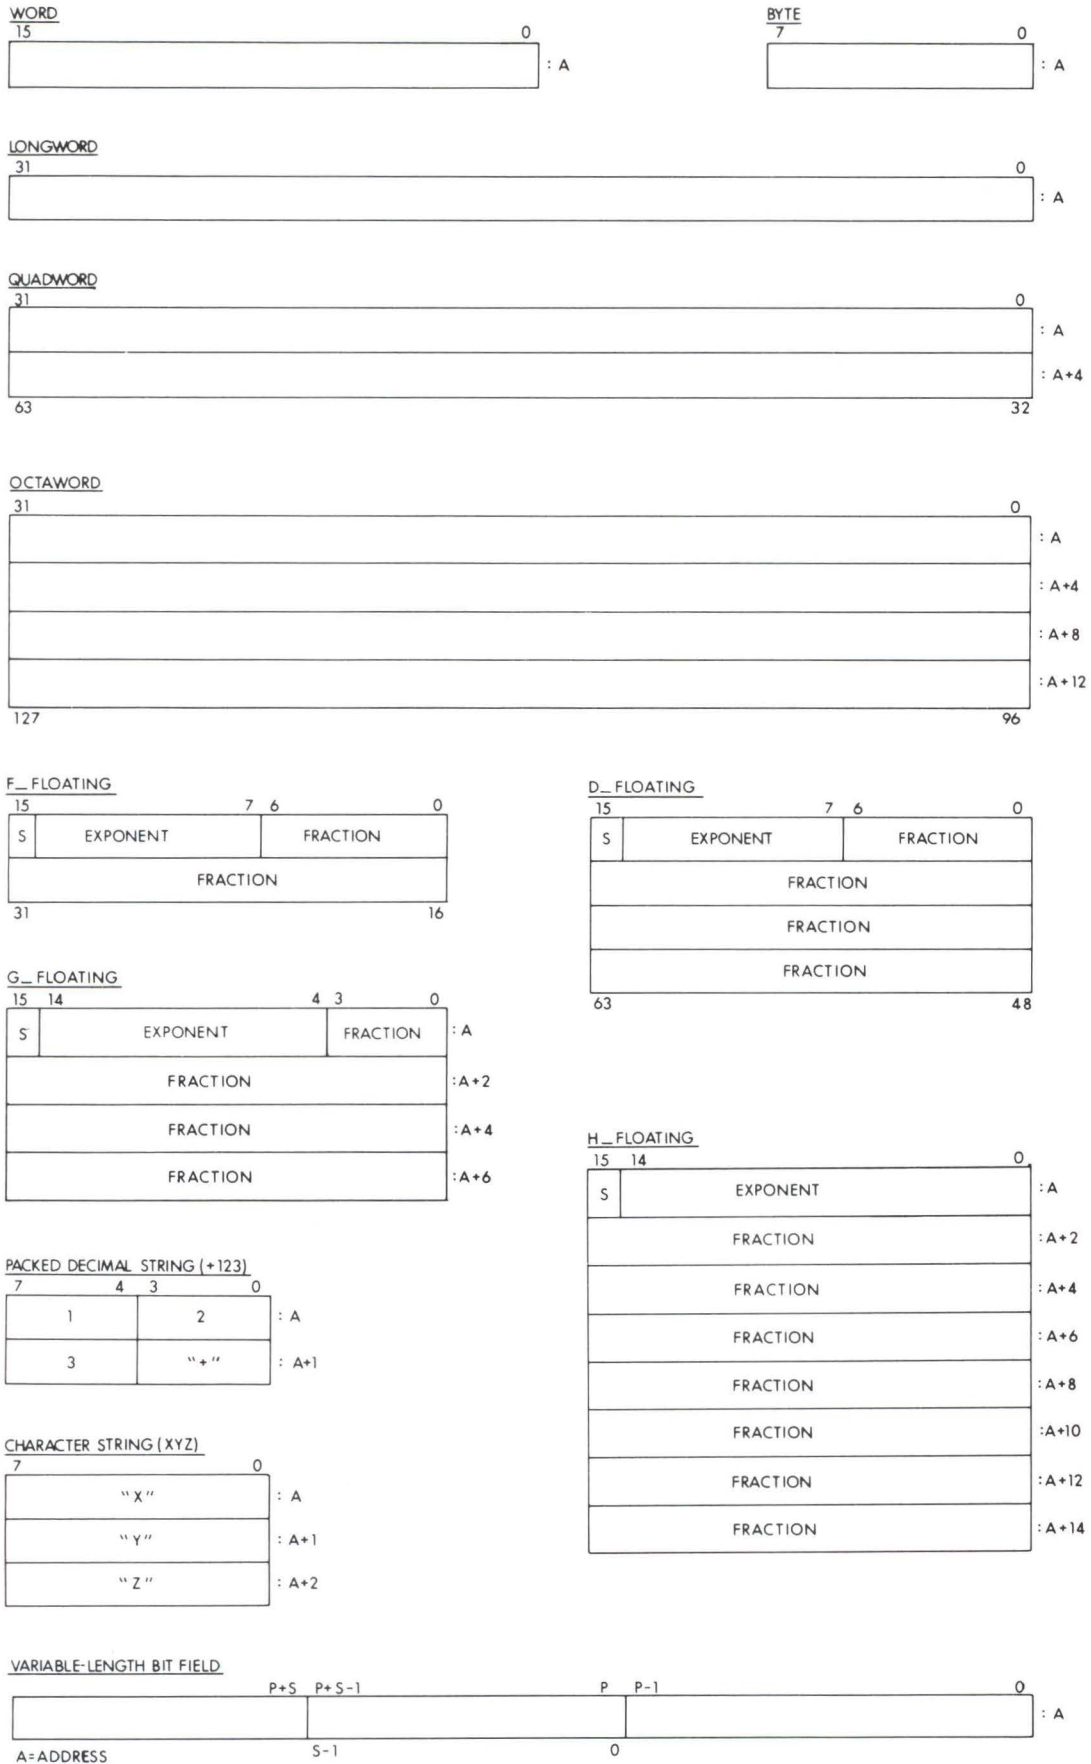 WORD
15 0
: A
BYTE
7 0
: A
LONGWORD
31 0
: A
QUADWORD
31 0
: A
: A+4
63 32
OCTAWORD
31 0
: A
: A+4
: A+8
: A+12
127 96
F_FLOATING
15 7 6 0
S EXPONENT FRACTION
FRACTION
31 16
D_FLOATING
15 7 6 0
S EXPONENT FRACTION
FRACTION
FRACTION
FRACTION
63 48
G_FLOATING
15 14 4 3 0
S EXPONENT FRACTION : A
FRACTION :A+2
FRACTION :A+4
FRACTION :A+6
H_FLOATING
15 14 0
S EXPONENT :A
FRACTION :A+2
FRACTION :A+4
FRACTION :A+6
FRACTION :A+8
FRACTION :A+10
FRACTION :A+12
FRACTION :A+14
PACKED DECIMAL STRING (+123)
7 4 3 0
1 2 : A
3 "+" : A+1
CHARACTER STRING (XYZ)
7 0
"X" : A
"Y" : A+1
"Z" : A+2
VARIABLE-LENGTH BIT FIELD
P+S P+S-1 P P-1 0
: A
S-1 0
A=ADDRESS